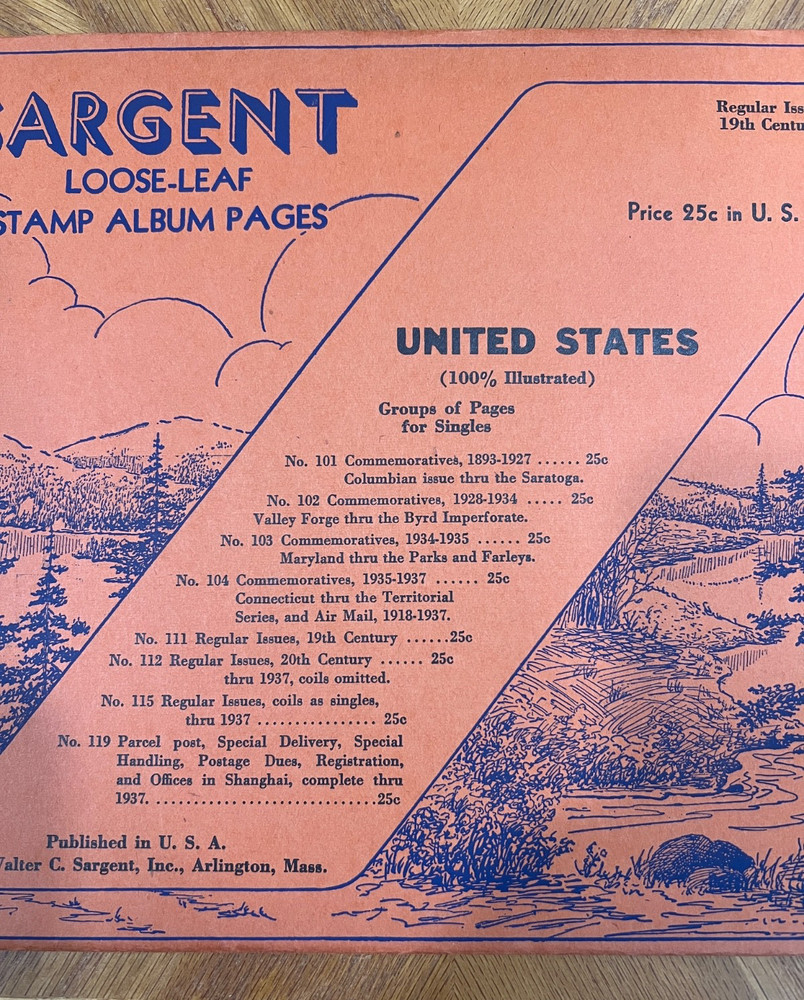 SARGENT
LOOSE-LEAF
STAMP ALBUM PAGES
Regular Iss
19th Centu
Price 25c in U. S.
UNITED STATES
(100% Illustrated)
Groups of Pages
for Singles
No. 101 Commemoratives, 1893-1927 ...... 25c
Columbian issue thru the Saratoga.
No. 102 Commemoratives, 1928-1934 ..... 25c
Valley Forge thru the Byrd Imperforate.
No. 103 Commemoratives, 1934-1935 ...... 25c
Maryland thru the Parks and Farleys.
No. 104 Commemoratives, 1935-1937 ...... 25c
Connecticut thru the Territorial
Series, and Air Mail, 1918-1937.
No. 111 Regular Issues, 19th Century ......25c
No. 112 Regular Issues, 20th Century ...... 25c
thru 1937, coils omitted.
No. 115 Regular Issues, coils as singles,
thru 1937 ................ 25c
No. 119 Parcel post, Special Delivery, Special
Handling, Postage Dues, Registration,
and Offices in Shanghai, complete thru
1937. ...............................25c
Published in U. S. A.
Walter C. Sargent, Inc., Arlington, Mass.